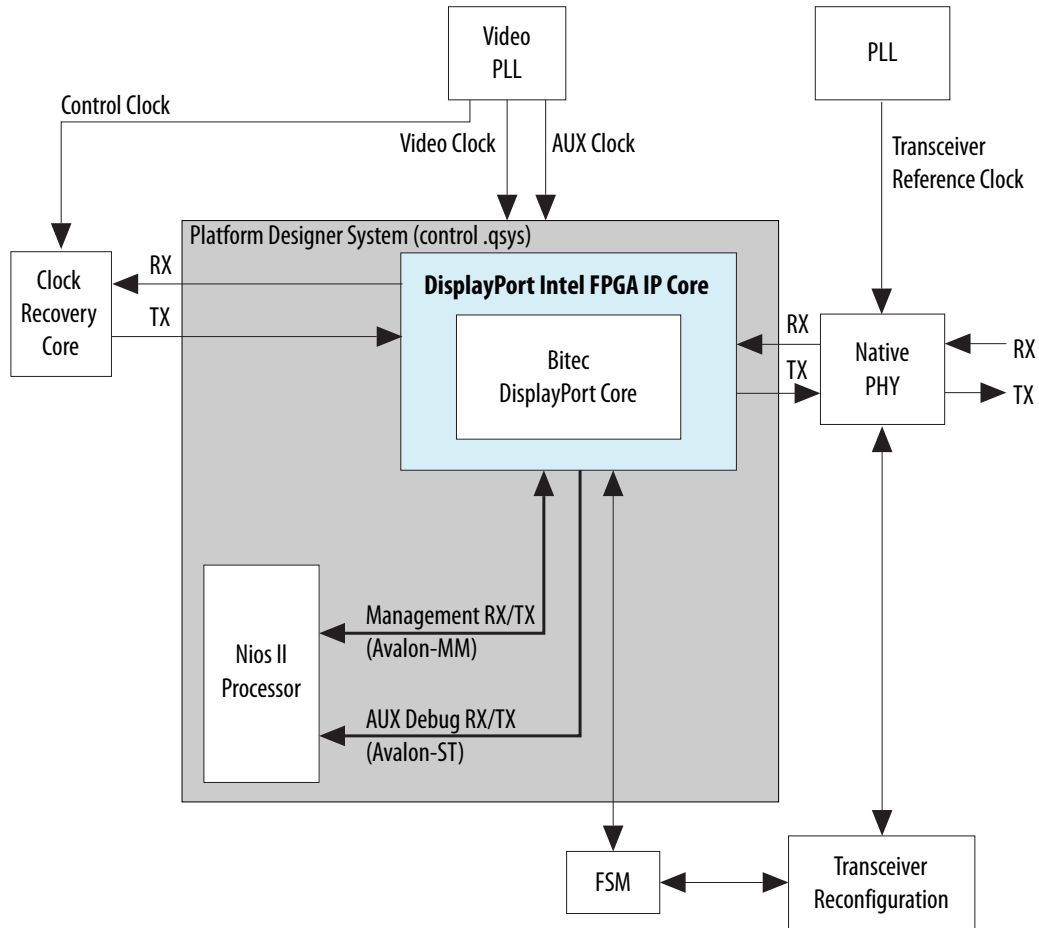 Video
PLL
PLL
Control Clock
Video Clock
AUX Clock
Transceiver
Reference Clock
Platform Designer System (control .qsys)
Clock
Recovery
Core
RX
TX
DisplayPort Intel FPGA IP Core
Bitec
DisplayPort Core
RX
TX
Native
PHY
RX
TX
Nios II
Processor
Management RX/TX
(Avalon-MM)
AUX Debug RX/TX
(Avalon-ST)
FSM
Transceiver
Reconfiguration